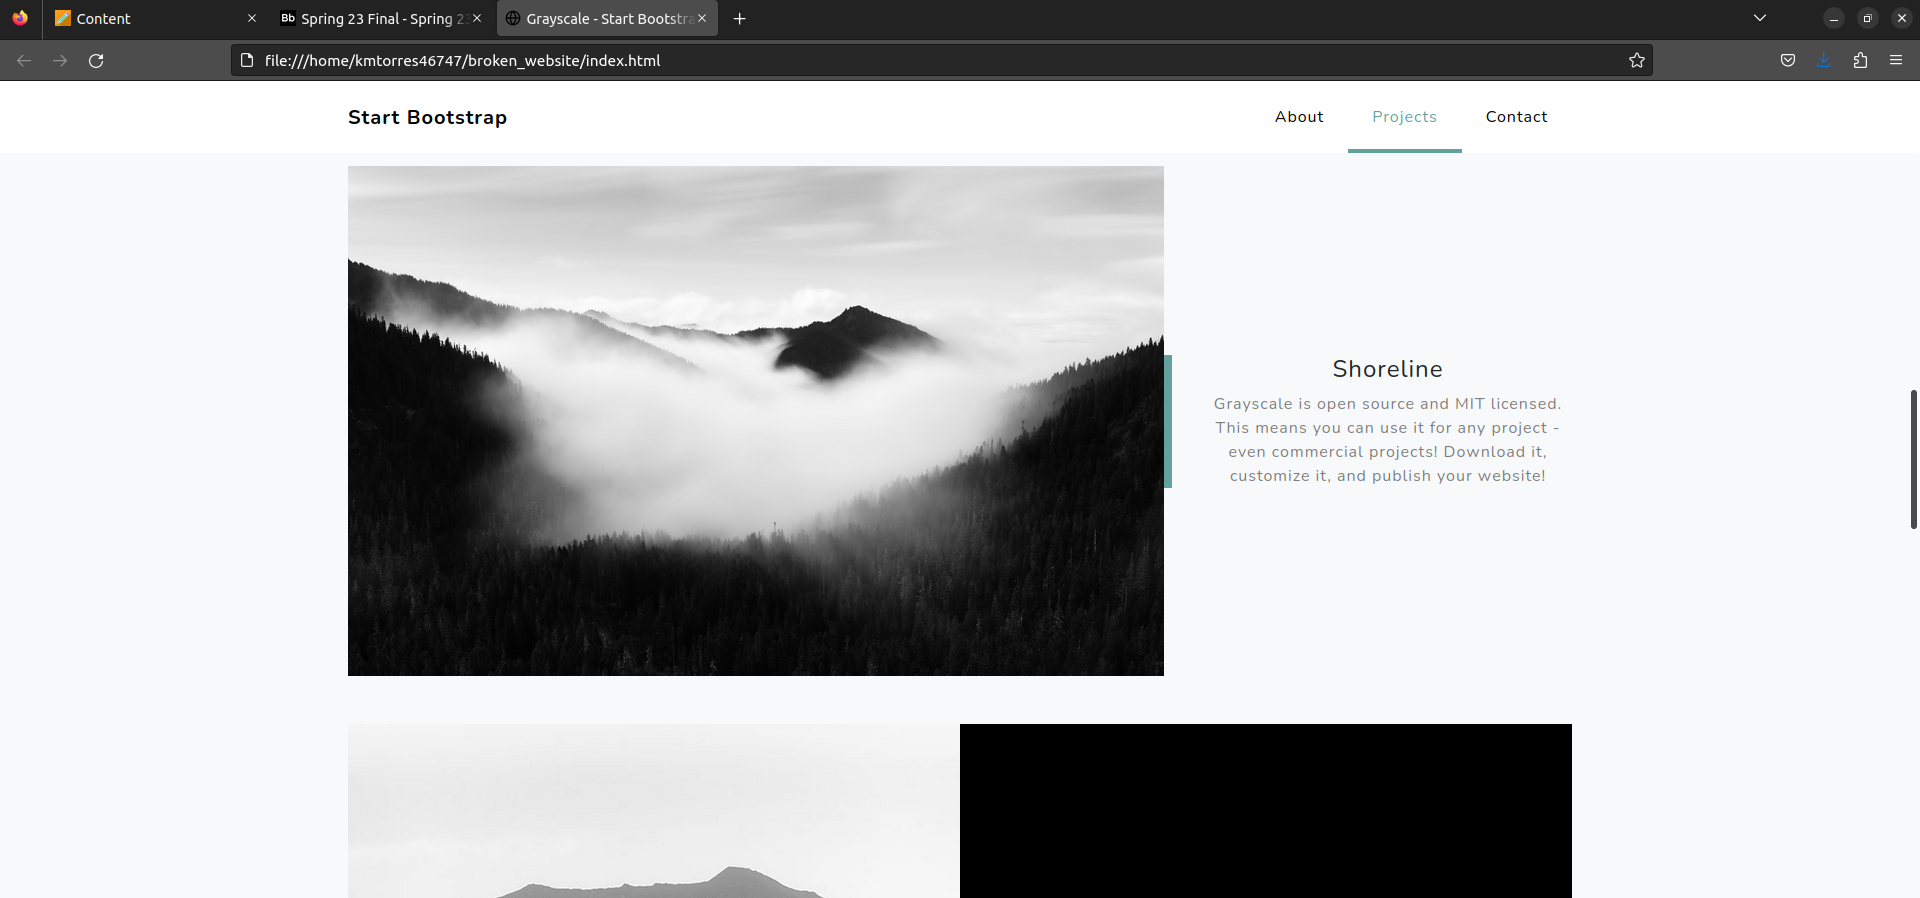 Content
Bb Spring 23 Final - Spring 23
Grayscale - Start Bootstra
file:///home/kmtorres46747/broken_website/index.html
Start Bootstrap
About Projects Contact
Shoreline
Grayscale is open source and MIT licensed.
This means you can use it for any project -
even commercial projects! Download it,
customize it, and publish your website!